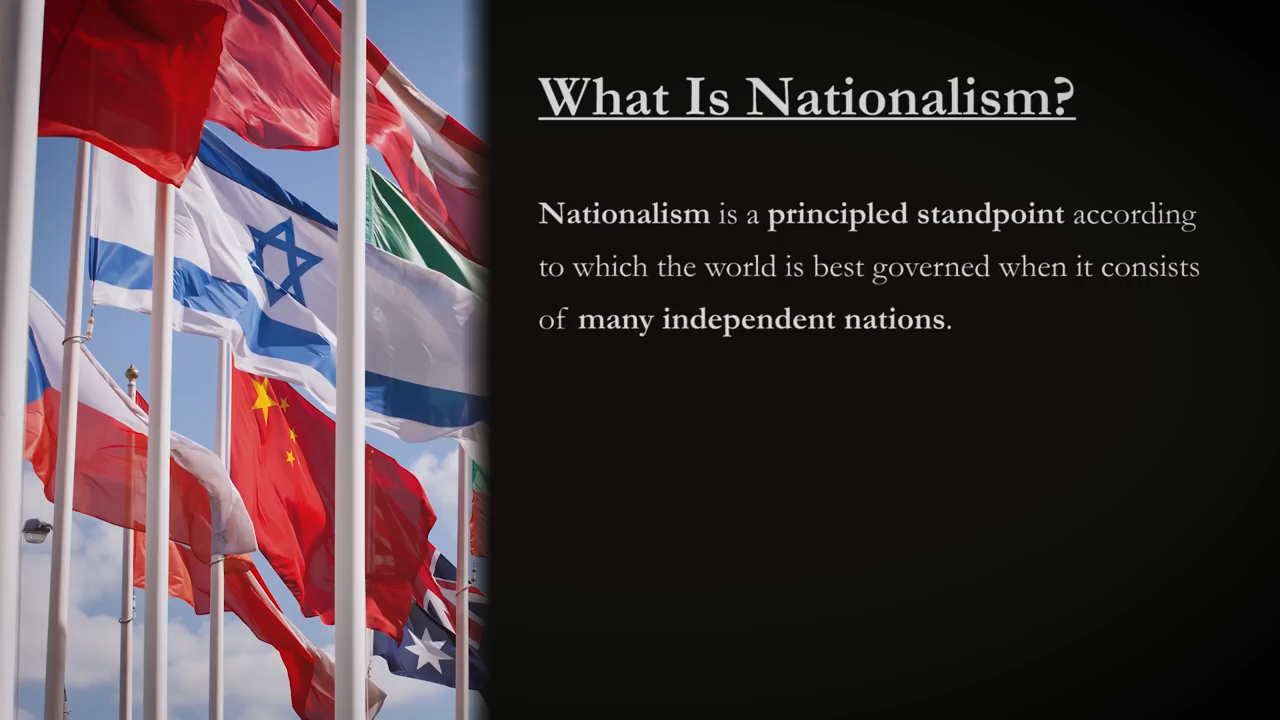 What Is Nationalism?
Nationalism is a principled standpoint according
to which the world is best governed when it consists
of many independent nations.